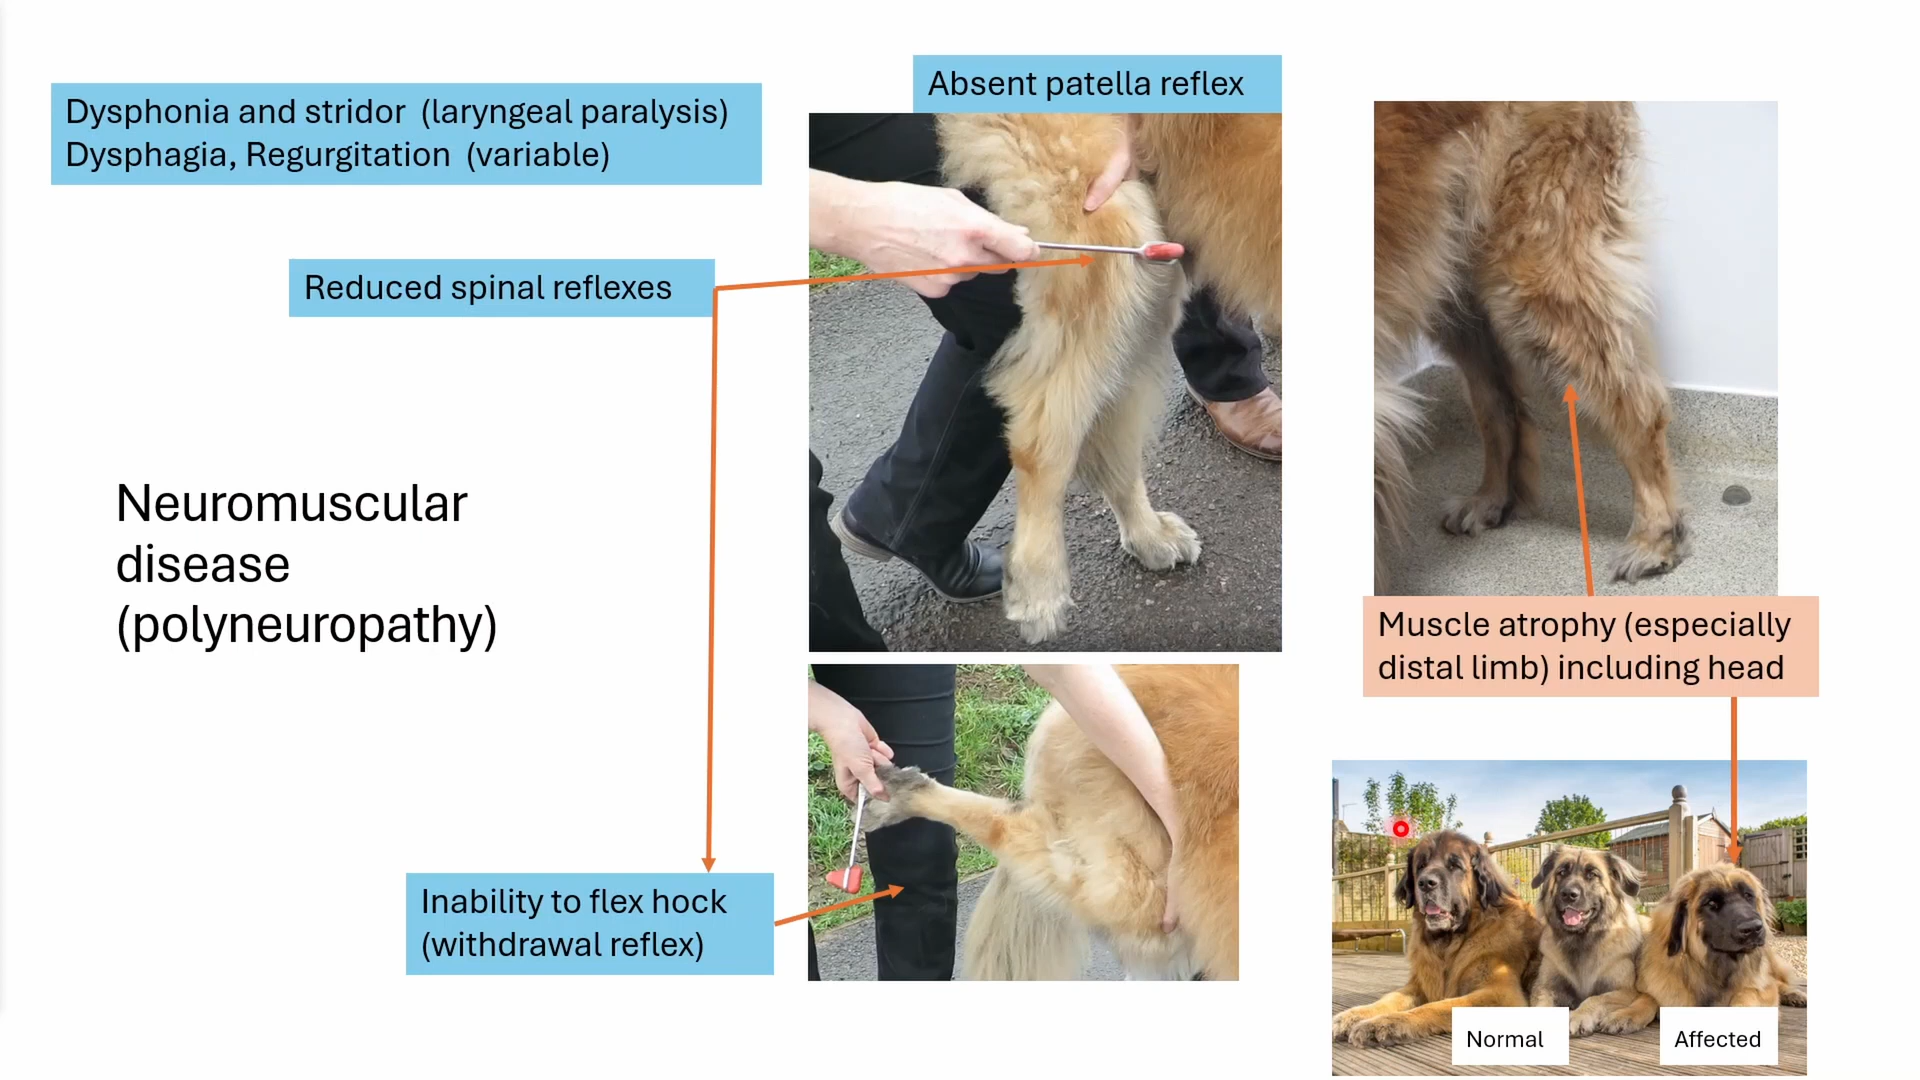 Absent patella reflex
Dysphonia and stridor (laryngeal paralysis)
Dysphagia, Regurgitation (variable)
Reduced spinal reflexes
Neuromuscular
disease
(polyneuropathy)
Muscle atrophy (especially
distal limb) including head
Inability to flex hock
(withdrawal reflex)
Normal
Affected